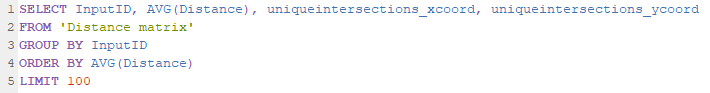 1 SELECT InputID, AVG(Distance), uniqueintersections_xcoord, uniqueintersections_ycoord
2 FROM 'Distance matrix'
3 GROUP BY InputID
4 ORDER BY AVG(Distance)
5 LIMIT 100